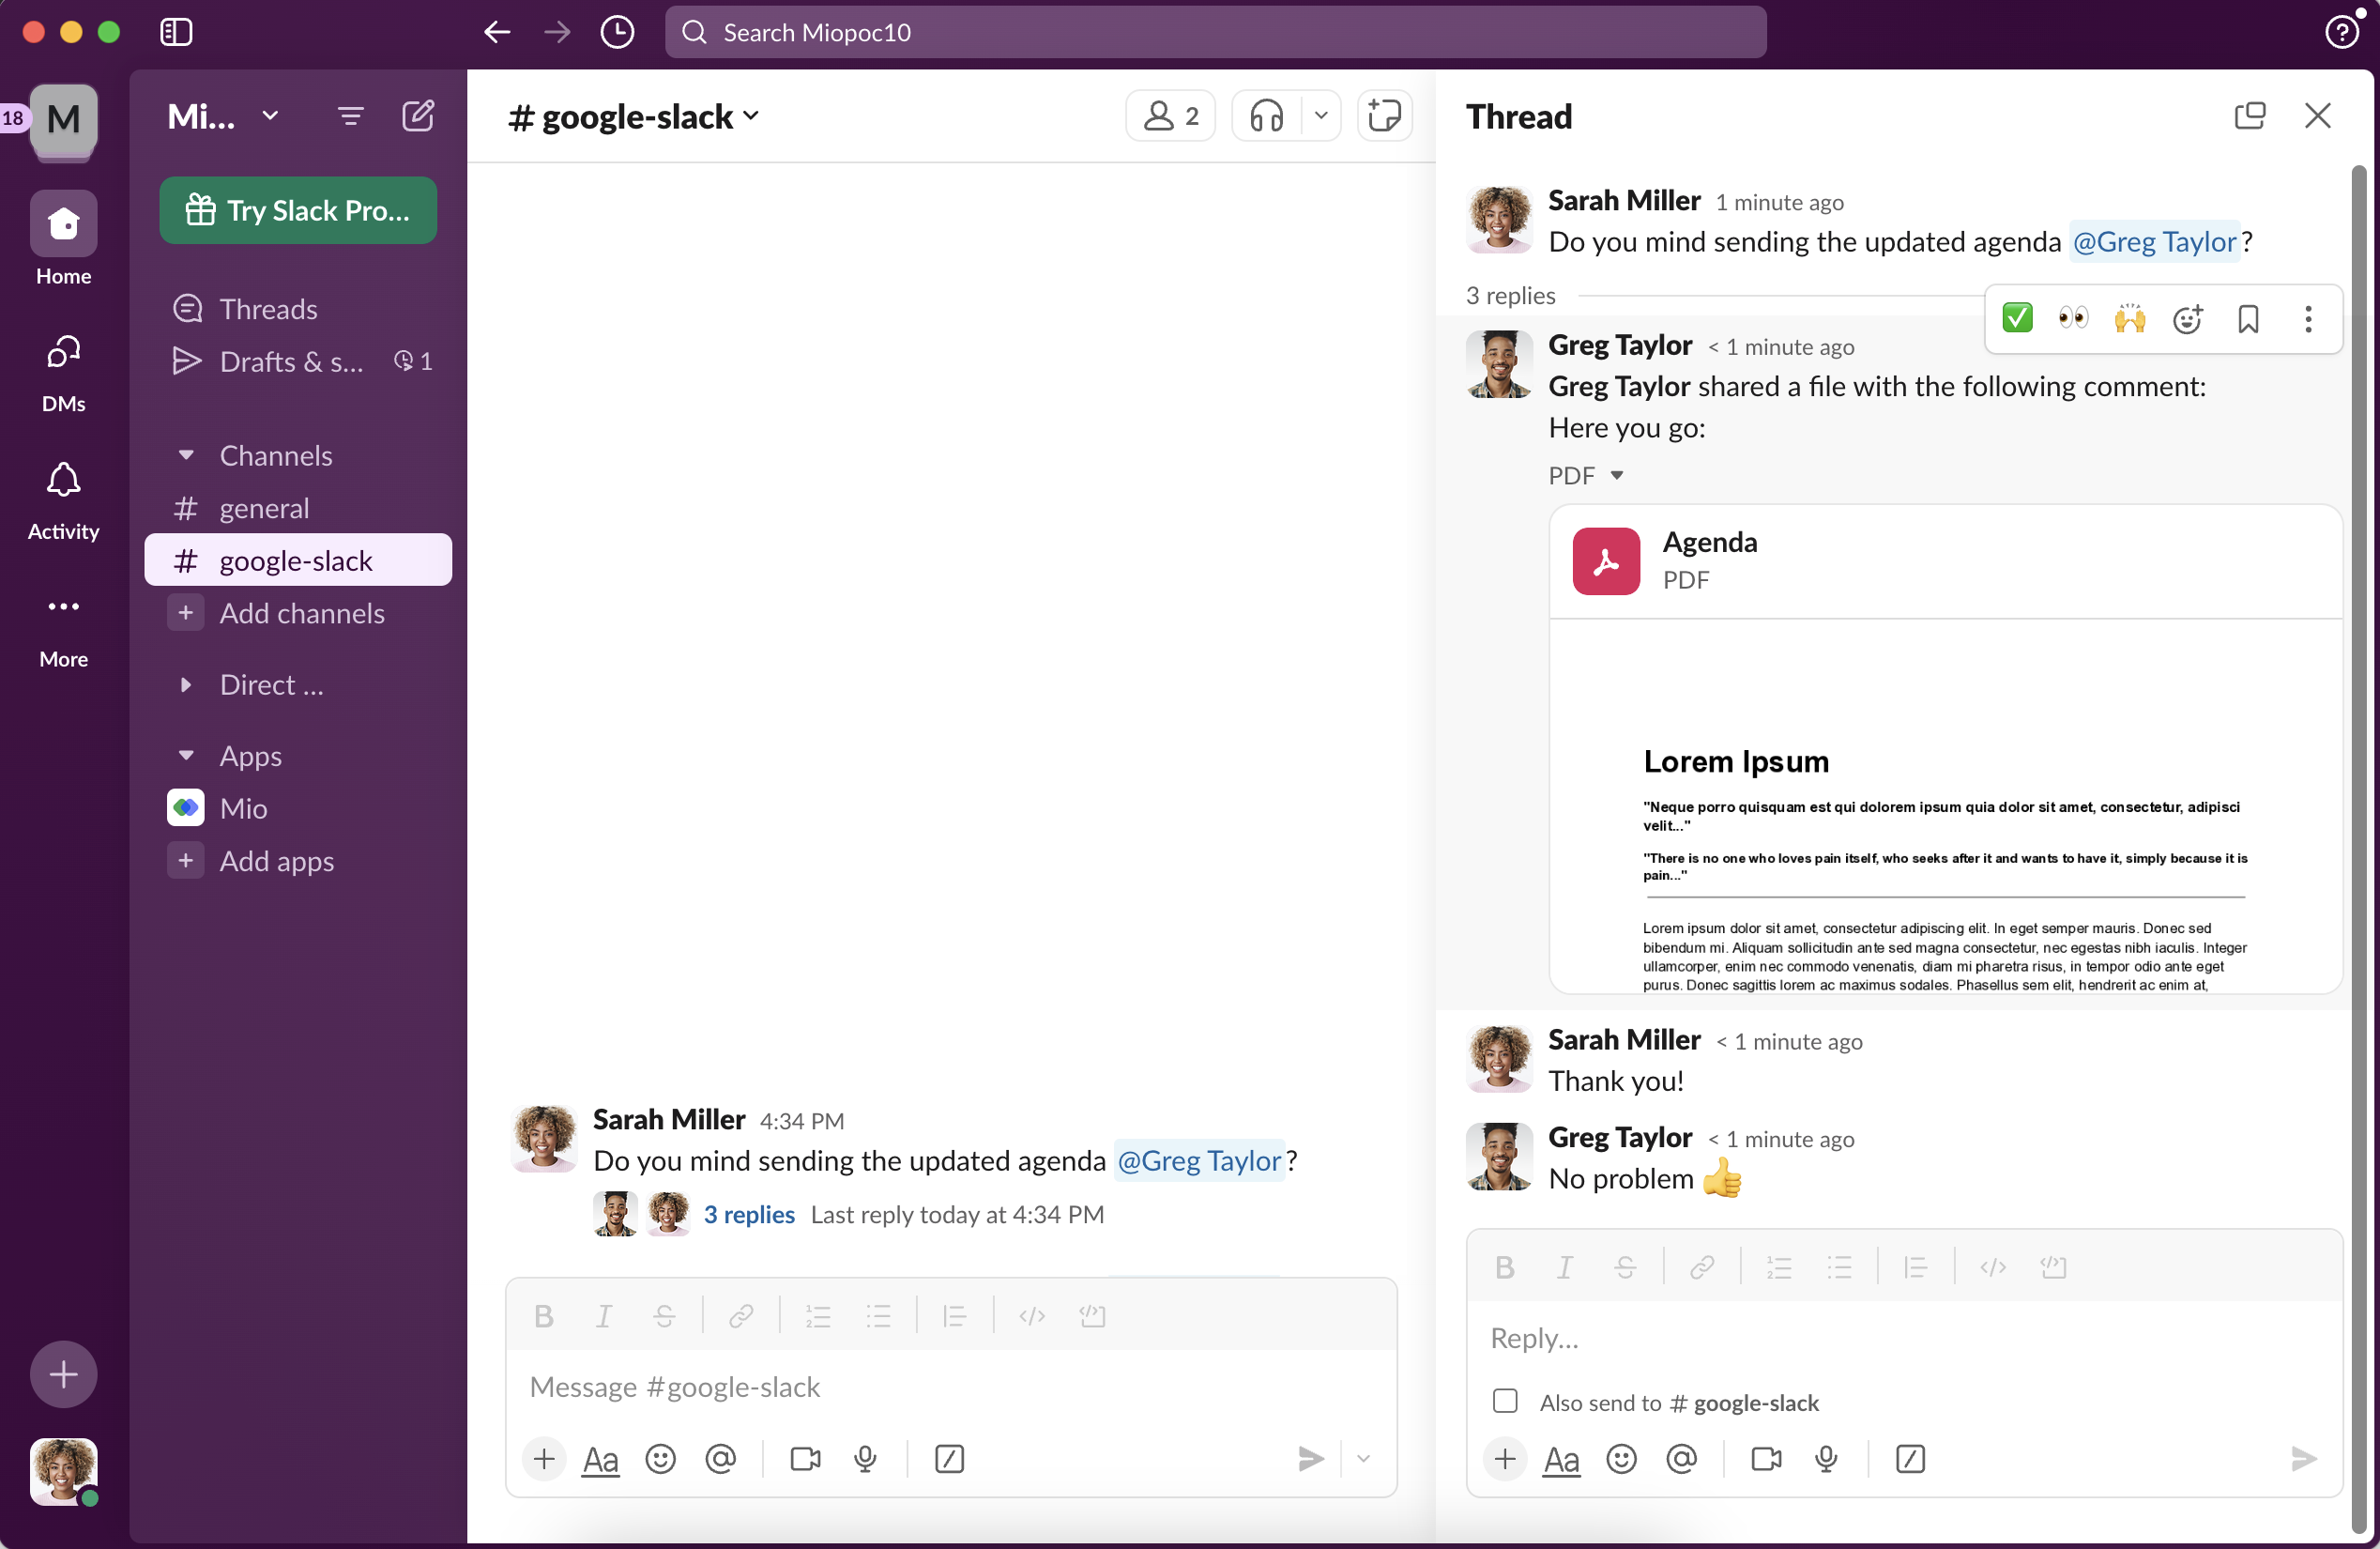 Search Miopoc10
18
M
Home
DMs
Activity
More
Mi...
Try Slack Pro...
Threads
Drafts & s... 1
Channels
# general
# google-slack
+ Add channels
Direct ...
Apps
Mio
+ Add apps
# google-slack
2
Sarah Miller 4:34 PM
Do you mind sending the updated agenda @Greg Taylor?
3 replies Last reply today at 4:34 PM
Message #google-slack
Aa
Thread
Sarah Miller 1 minute ago
Do you mind sending the updated agenda @Greg Taylor?
3 replies
Greg Taylor < 1 minute ago
Greg Taylor shared a file with the following comment:
Here you go:
PDF
Agenda
PDF
Lorem Ipsum
"Neque porro quisquam est qui dolorem ipsum quia dolor sit amet, consectetur, adipisci
velit..."
"There is no one who loves pain itself, who seeks after it and wants to have it, simply because it is
pain..."
Lorem ipsum dolor sit amet, consectetur adipiscing elit. In eget semper mauris. Donec sed
bibendum mi. Aliquam sollicitudin ante sed magna consectetur, nec egestas nibh iaculis. Integer
ullamcorper, enim nec commodo venenatis, diam mi pharetra risus, in tempor odio ante eget
purus. Donec sagittis lorem ac maximus sodales. Phasellus sem elit, hendrerit ac enim at,
Sarah Miller < 1 minute ago
Thank you!
Greg Taylor < 1 minute ago
No problem 👍
B I S
Reply...
Also send to # google-slack
Aa